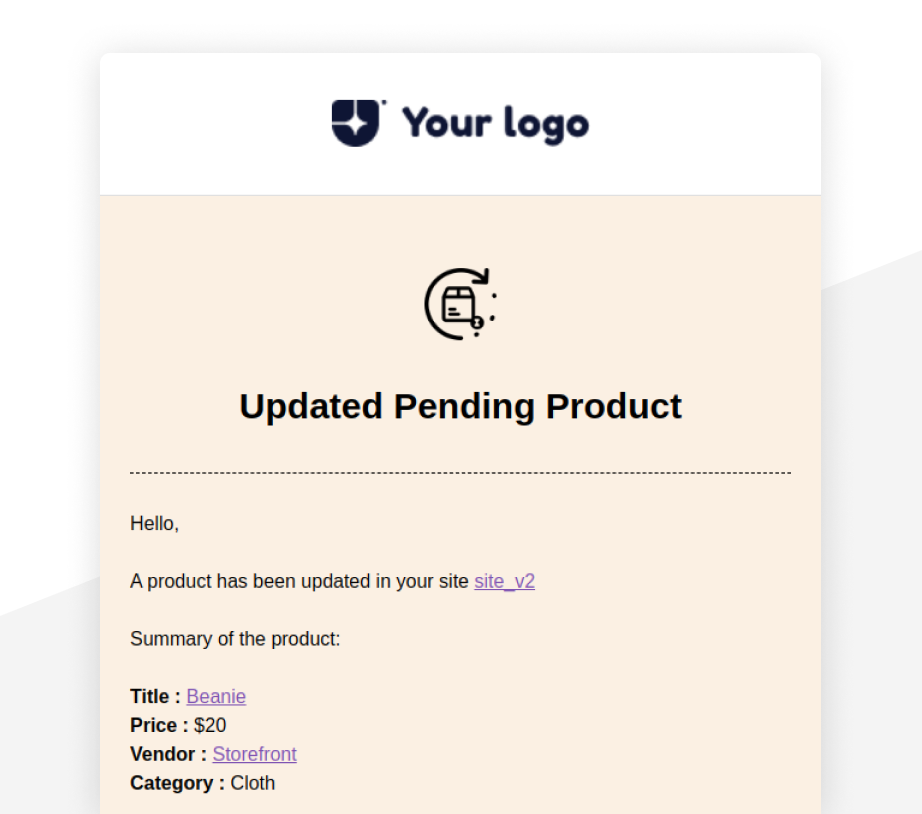 Your logo
Updated Pending Product
Hello,
A product has been updated in your site site_v2
Summary of the product:
Title : Beanie
Price : $20
Vendor : Storefront
Category : Cloth